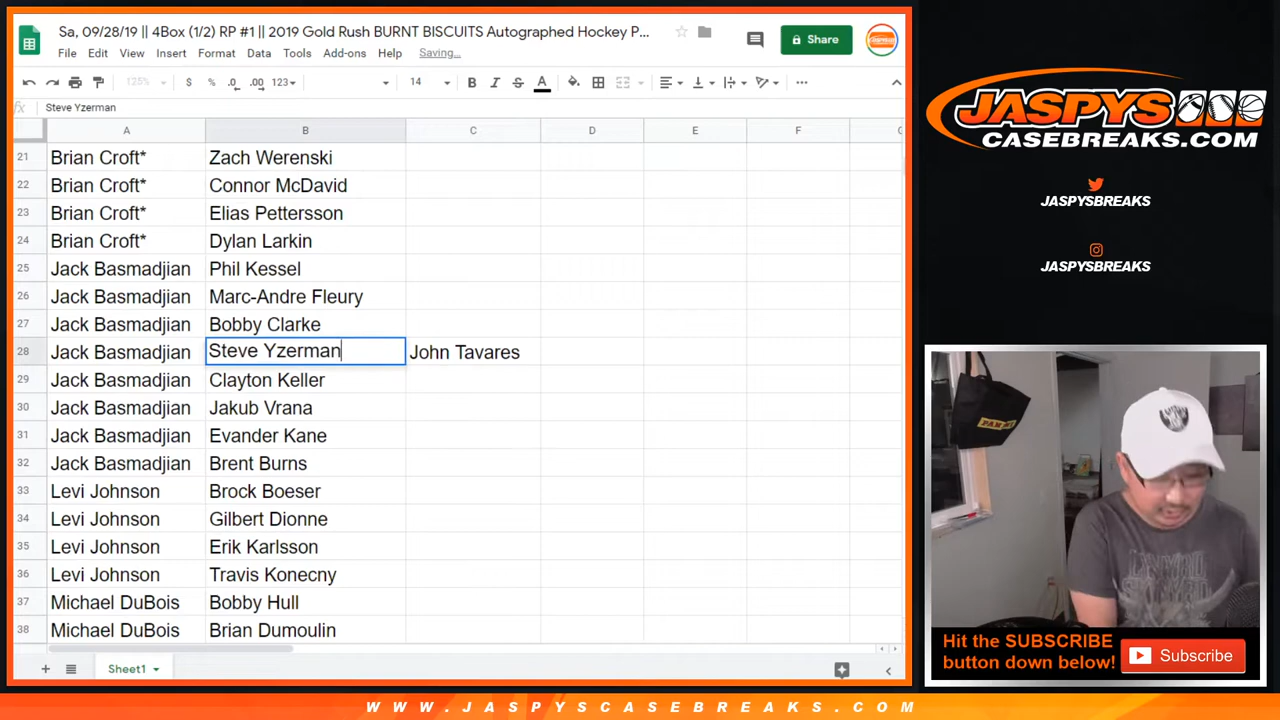 Sa, 09/28/19 || 4Box (1/2) RP #1 || 2019 Gold Rush BURNT BISCUITS Autographed Hockey P...
File Edit View Insert Format Data Tools Add-ons Help Saving...
Share
125% $ % .0 .00 123 14 B I S A
fx Steve Yzerman
A B C D E F
21 Brian Croft* Zach Werenski
22 Brian Croft* Connor McDavid
23 Brian Croft* Elias Pettersson
24 Brian Croft* Dylan Larkin
25 Jack Basmadjian Phil Kessel
26 Jack Basmadjian Marc-Andre Fleury
27 Jack Basmadjian Bobby Clarke
28 Jack Basmadjian Steve Yzerman John Tavares
29 Jack Basmadjian Clayton Keller
30 Jack Basmadjian Jakub Vrana
31 Jack Basmadjian Evander Kane
32 Jack Basmadjian Brent Burns
33 Levi Johnson Brock Boeser
34 Levi Johnson Gilbert Dionne
35 Levi Johnson Erik Karlsson
36 Levi Johnson Travis Konecny
37 Michael DuBois Bobby Hull
38 Michael DuBois Brian Dumoulin
Sheet1
JASPYS
CASEBREAKS.COM
JASPYSBREAKS
JASPYSBREAKS
PANINI
Hit the SUBSCRIBE
button down below!
Subscribe
WWW.JASPYSCASEBREAKS.COM